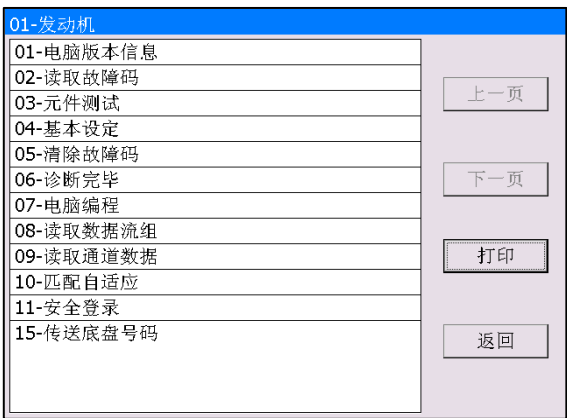 01-发动机
01-电脑版本信息
02-读取故障码
03-元件测试
04-基本设定
05-清除故障码
06-诊断完毕
07-电脑编程
08-读取数据流组
09-读取通道数据
10-匹配自适应
11-安全登录
15-传送底盘号码
上一页
下一页
打印
返回